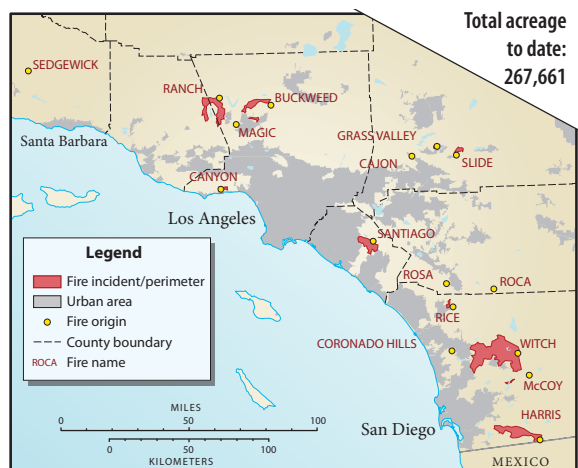 Total acreage
to date:
267,661
SEDGEWICK
RANCH
BUCKWEED
MAGIC
Santa Barbara
GRASS VALLEY
CAJON
SLIDE
CANYON
Los Angeles
SANTIAGO
ROSA
ROCA
RICE
CORONADO HILLS
WITCH
McCOY
HARRIS
San Diego
MEXICO
Legend
Fire incident/perimeter
Urban area
Fire origin
County boundary
ROCA Fire name
MILES
0 50 100
0 50 100
KILOMETERS